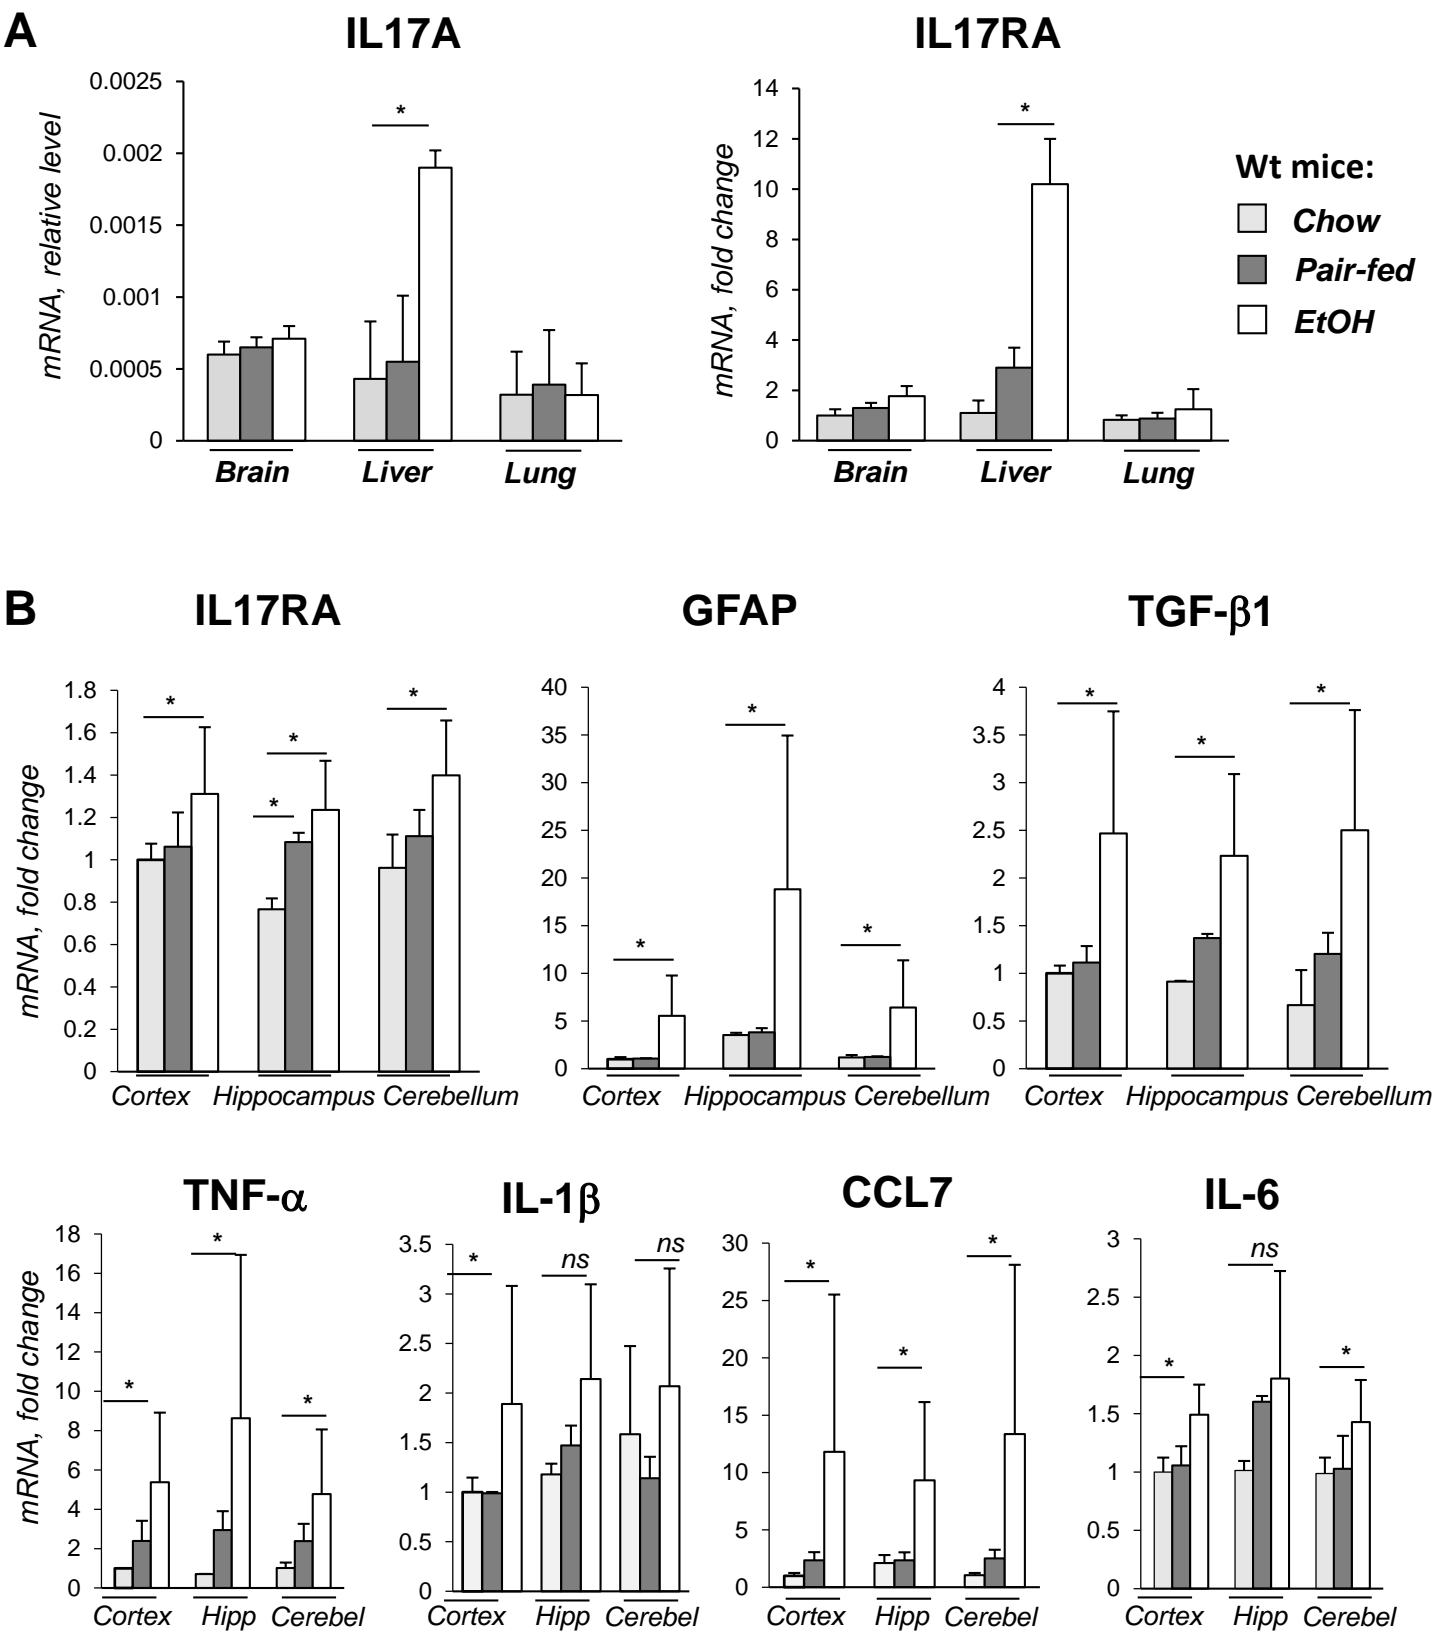 A
IL17A
IL17RA
mRNA, relative level
0.0025
0.002
0.0015
0.001
0.0005
0
*
Brain
Liver
Lung
mRNA, fold change
14
12
10
8
6
4
2
0
*
Brain
Liver
Lung
Wt mice:
Chow
Pair-fed
EtOH
B
IL17RA
GFAP
TGF-β1
mRNA, fold change
1.8
1.6
1.4
1.2
1
0.8
0.6
0.4
0.2
0
*
*
*
*
Cortex Hippocampus Cerebellum
40
35
30
25
20
15
10
5
0
*
*
*
Cortex Hippocampus Cerebellum
4
3.5
3
2.5
2
1.5
1
0.5
0
*
*
*
Cortex Hippocampus Cerebellum
TNF-α
IL-1β
CCL7
IL-6
mRNA, fold change
18
16
14
12
10
8
6
4
2
0
*
*
*
Cortex Hipp Cerebel
3.5
3
2.5
2
1.5
1
0.5
0
*
ns
ns
Cortex Hipp Cerebel
30
25
20
15
10
5
0
*
*
*
Cortex Hipp Cerebel
3
2.5
2
1.5
1
0.5
0
*
ns
*
Cortex Hipp Cerebel